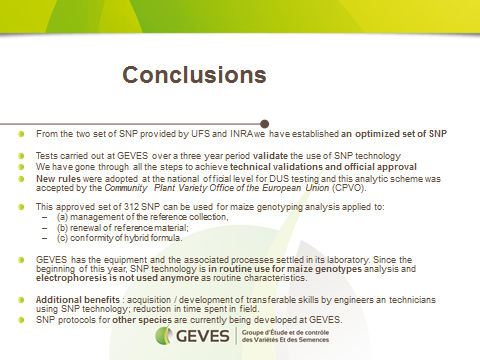 Conclusions
From the two set of SNP provided by UFS and INRAwe have established an optimized set of SNP
Tests carried out at GEVES over a three year period validate the use of SNP technology
We have gone through all the steps to achieve technical validations and official approval
New rules were adopted at the national official level for DUS testing and this analytic scheme was
accepted by the Community Plant Variety Office of the European Union (CPVO).
This approved set of 312 SNP can be used for maize genotyping analysis applied to:
– (a) management of the reference collection,
– (b) renewal of reference material;
– (c) conformity of hybrid formula.
GEVES has the equipment and the associated processes settled in its laboratory. Since the
beginning of this year, SNP technology is in routine use for maize genotypes analysis and
electrophoresis is not used anymore as routine characteristics.
Additional benefits : acquisition / development of transferable skills by engineers an technicians
using SNP technology; reduction in time spent in field.
SNP protocols for other species are currently being developed at GEVES.
GEVES
Groupe d'Étude et de contrôle
des Variétés Et des Semences